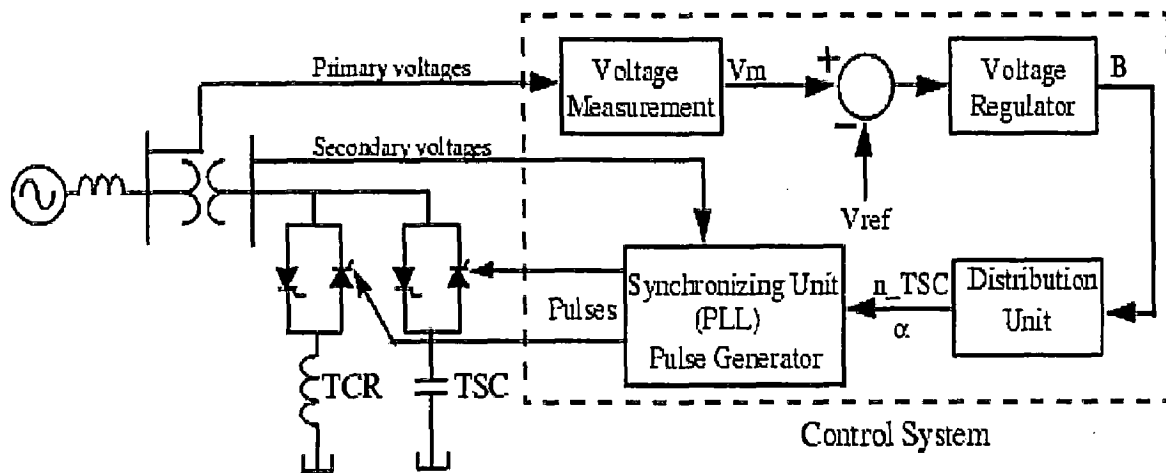 Primary voltages
Voltage
Measurement
Vm
+
−
Voltage
Regulator
B
Secondary voltages
Vref
Pulses
Synchronizing Unit
(PLL)
Pulse Generator
n_TSC
α
Distribution
Unit
TCR
TSC
Control System